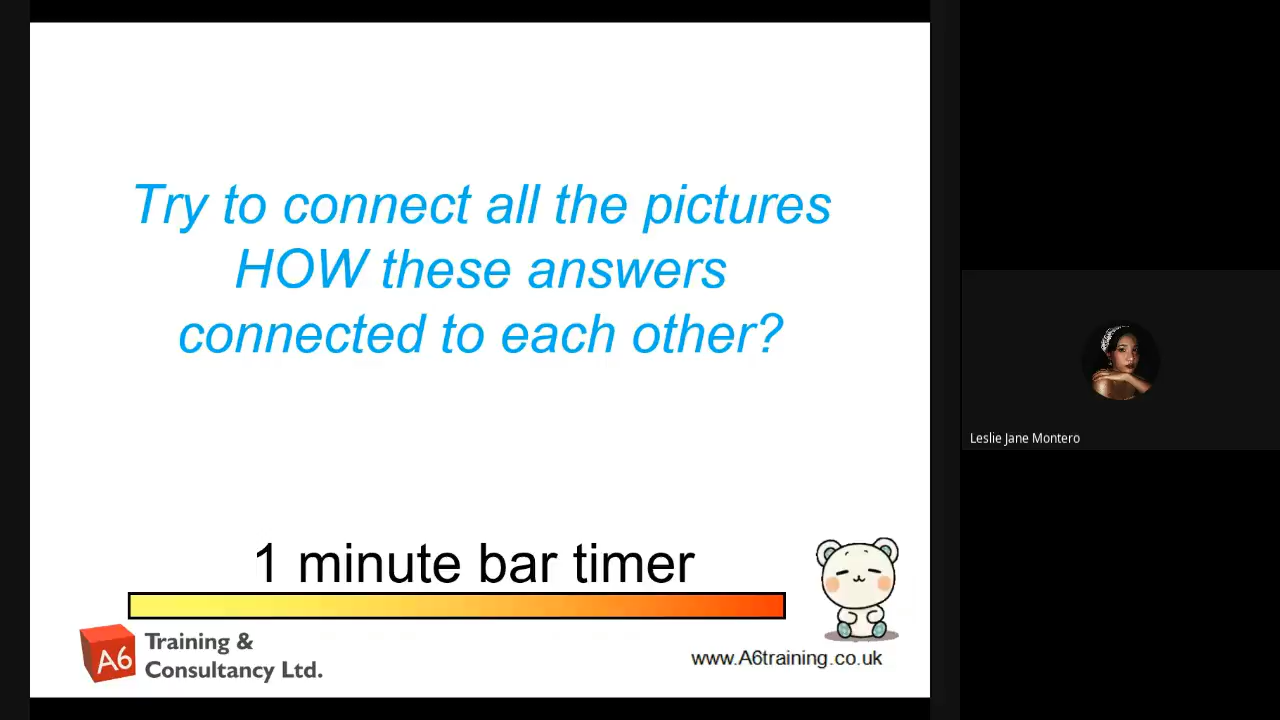 Try to connect all the pictures
HOW these answers
connected to each other?
1 minute bar timer
A6
Training &
Consultancy Ltd.
www.A6training.co.uk
Leslie Jane Montero